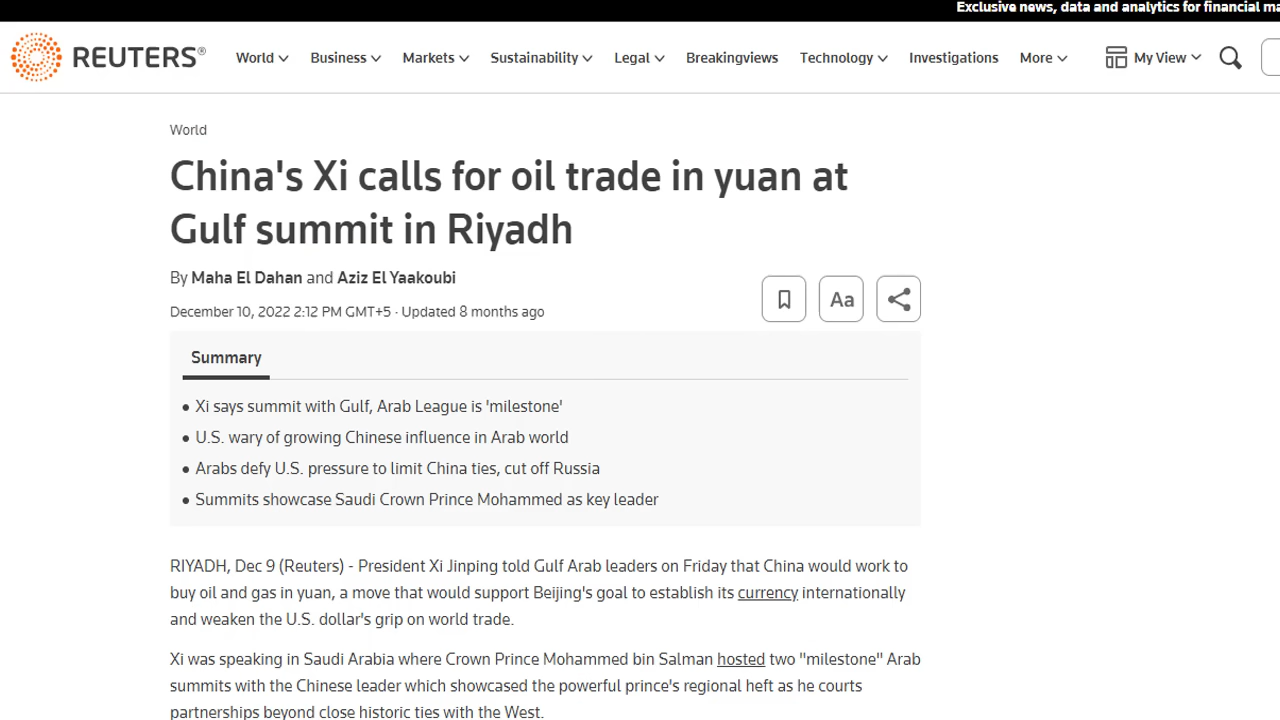 Exclusive news, data and analytics for financial
REUTERS®
World
Business
Markets
Sustainability
Legal
Breakingviews
Technology
Investigations
More
My View
World
China's Xi calls for oil trade in yuan at
Gulf summit in Riyadh
By Maha El Dahan and Aziz El Yaakoubi
December 10, 2022 2:12 PM GMT+5 · Updated 8 months ago
Aa
Summary
• Xi says summit with Gulf, Arab League is 'milestone'
• U.S. wary of growing Chinese influence in Arab world
• Arabs defy U.S. pressure to limit China ties, cut off Russia
• Summits showcase Saudi Crown Prince Mohammed as key leader
RIYADH, Dec 9 (Reuters) - President Xi Jinping told Gulf Arab leaders on Friday that China would work to
buy oil and gas in yuan, a move that would support Beijing's goal to establish its currency internationally
and weaken the U.S. dollar's grip on world trade.
Xi was speaking in Saudi Arabia where Crown Prince Mohammed bin Salman hosted two "milestone" Arab
summits with the Chinese leader which showcased the powerful prince's regional heft as he courts
partnerships beyond close historic ties with the West.